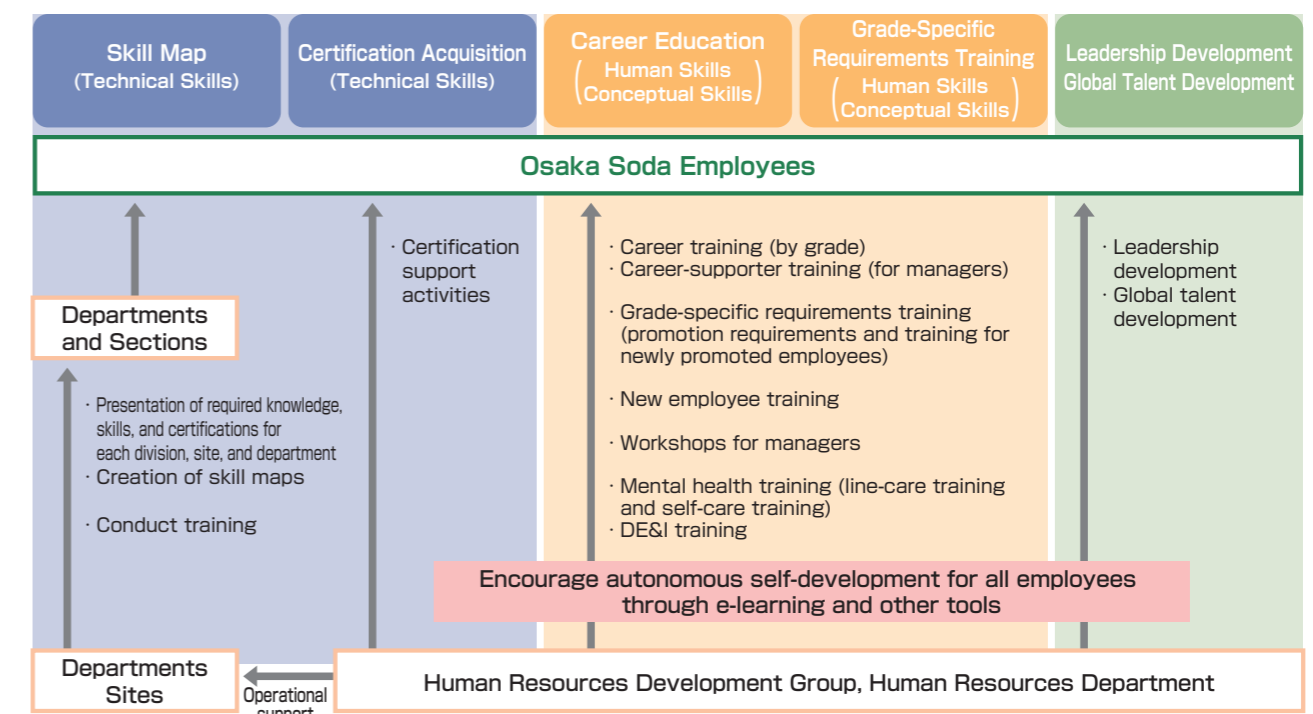 Skill Map
(Technical Skills)
Certification Acquisition
(Technical Skills)
Career Education
(Human Skills
Conceptual Skills)
Grade-Specific
Requirements Training
(Human Skills
Conceptual Skills)
Leadership Development
Global Talent Development
Osaka Soda Employees
Departments
and Sections
· Presentation of required knowledge,
skills, and certifications for
each division, site, and department
· Creation of skill maps
· Conduct training
· Certification
support
activities
· Career training (by grade)
· Career-supporter training (for managers)
· Grade-specific requirements training
(promotion requirements and training for
newly promoted employees)
· New employee training
· Workshops for managers
· Mental health training (line-care training
and self-care training)
· DE&I training
· Leadership
development
· Global talent
development
Encourage autonomous self-development for all employees
through e-learning and other tools
Departments
Sites
Operational
support
Human Resources Development Group, Human Resources Department